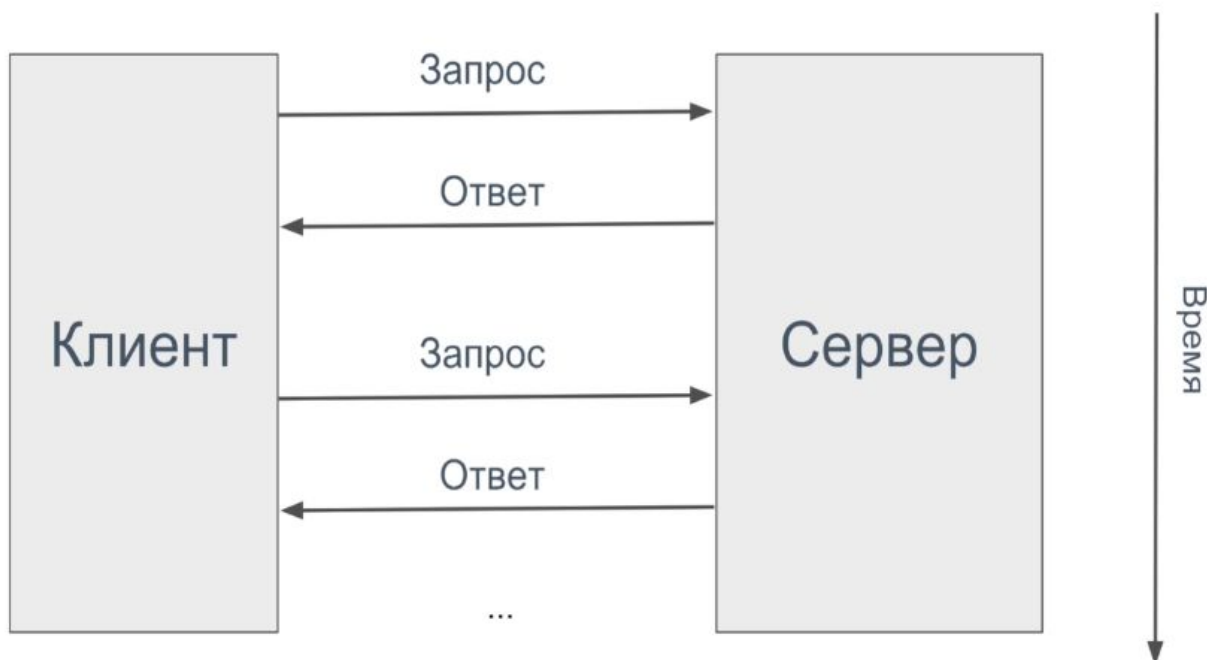 Запрос
Ответ
Клиент
Запрос
Сервер
Ответ
...
Время